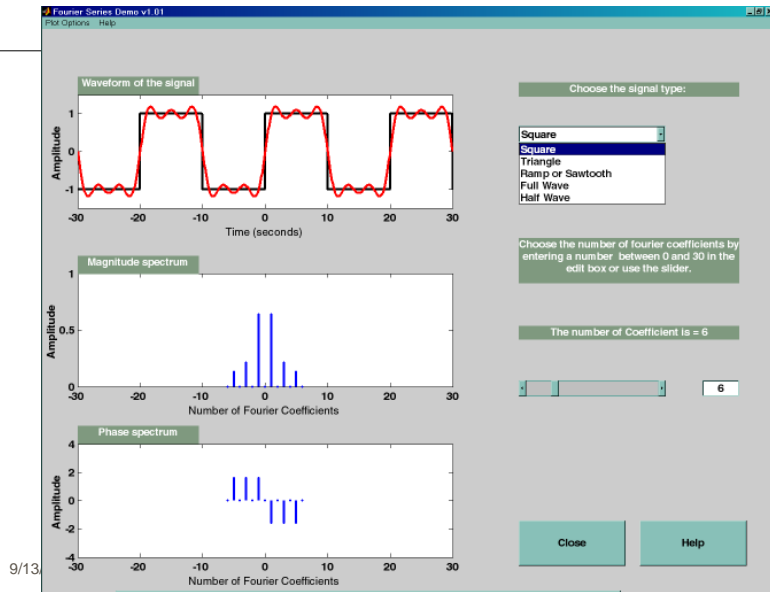 Fourier Series Demo v1.01
Plot Options Help
Waveform of the signal
1
0
-1
Amplitude
-30 -20 -10 0 10 20 30
Time (seconds)
Magnitude spectrum
1
0.5
0
Amplitude
-30 -20 -10 0 10 20 30
Number of Fourier Coefficients
Phase spectrum
4
2
0
-2
-4
Amplitude
-30 -20 -10 0 10 20 30
Number of Fourier Coefficients
Choose the signal type:
Square
Square
Triangle
Ramp or Sawtooth
Full Wave
Half Wave
Choose the number of fourier coefficients by
entering a number between 0 and 30 in the
edit box or use the slider.
The number of Coefficient is = 6
6
Close Help
9/13/